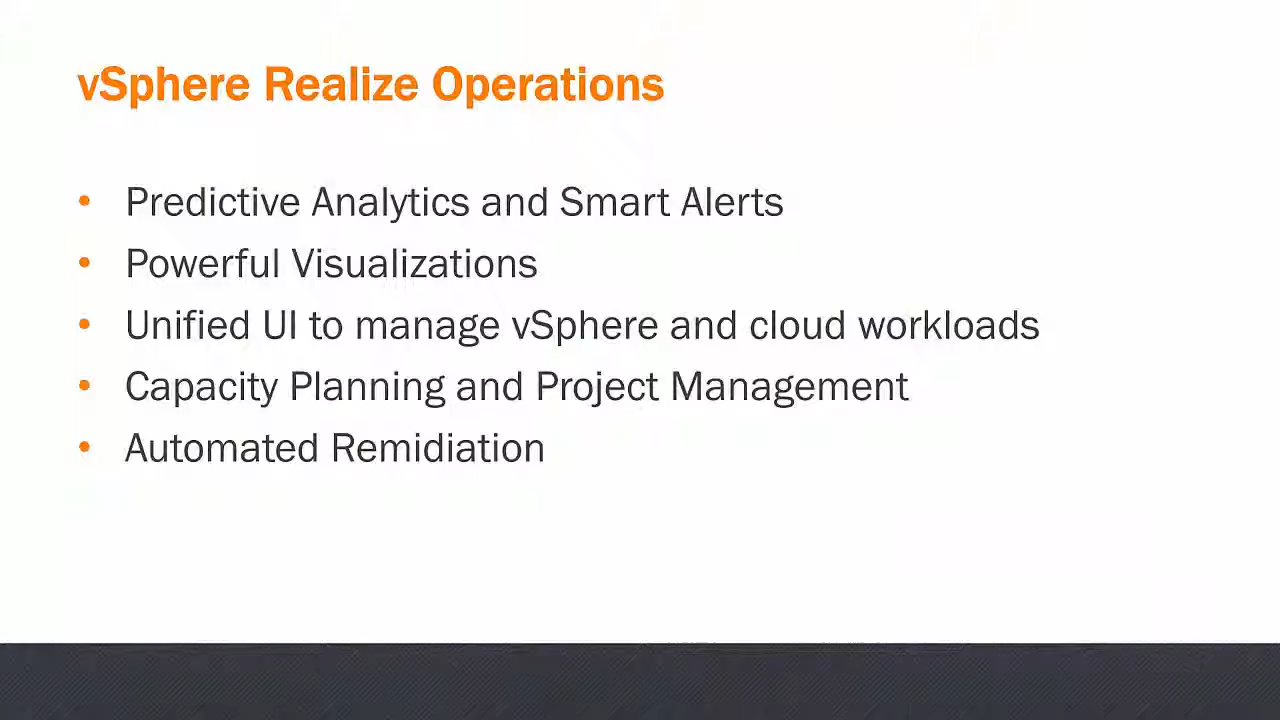 vSphere Realize Operations
• Predictive Analytics and Smart Alerts
• Powerful Visualizations
• Unified UI to manage vSphere and cloud workloads
• Capacity Planning and Project Management
• Automated Remidiation